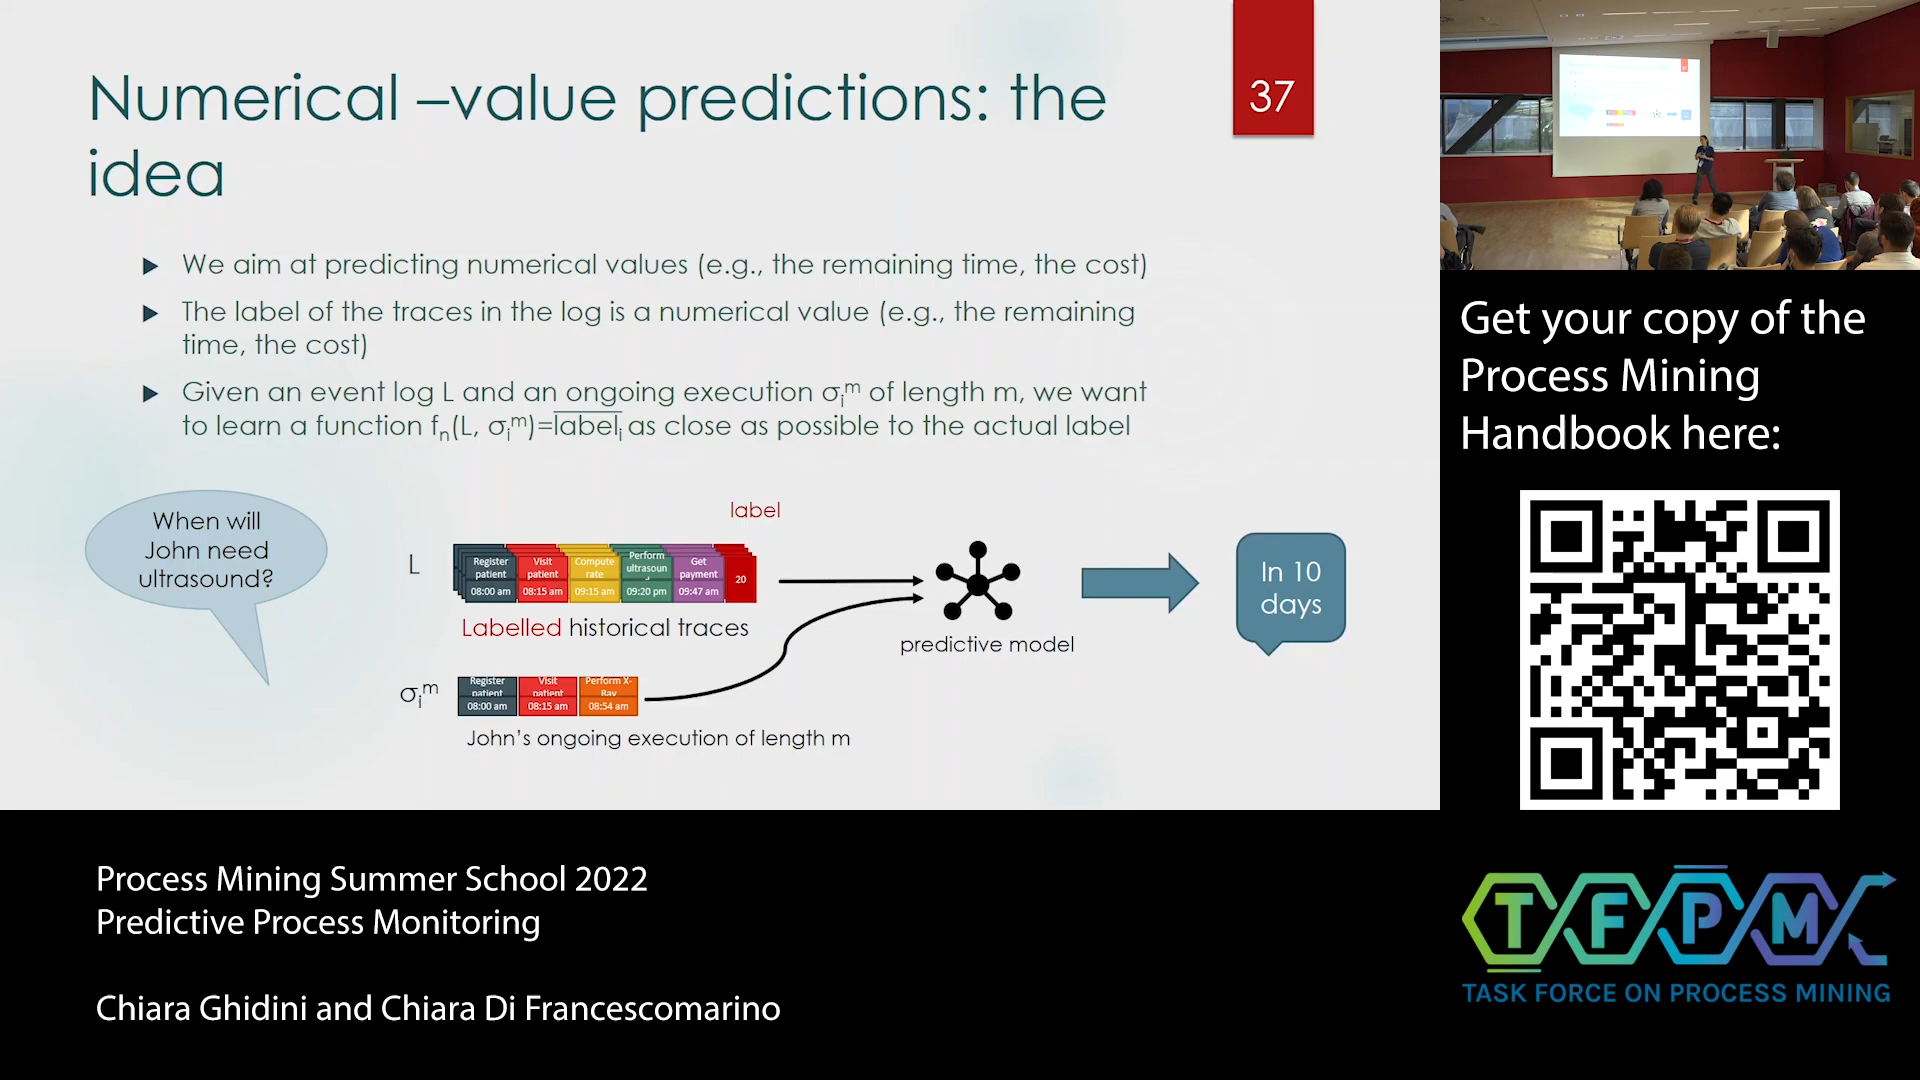 Numerical –value predictions: the
idea
37
We aim at predicting numerical values (e.g., the remaining time, the cost)
The label of the traces in the log is a numerical value (e.g., the remaining
time, the cost)
Given an event log L and an ongoing execution σᵢᵐ of length m, we want
to learn a function fₙ(L, σᵢᵐ)=labelᵢ as close as possible to the actual label
When will
John need
ultrasound?
label
L
Register
patient
08:00 am
Visit
patient
08:15 am
Compute
rate
09:15 am
Perform
ultrasoun
09:20 pm
Get
payment
09:47 am
20
Labelled historical traces
σᵢᵐ
Register
patient
08:00 am
Visit
patient
08:15 am
Perform X-
Ray
08:54 am
John's ongoing execution of length m
predictive model
In 10
days
Get your copy of the
Process Mining
Handbook here:
Process Mining Summer School 2022
Predictive Process Monitoring
Chiara Ghidini and Chiara Di Francescomarino
TFPM
TASK FORCE ON PROCESS MINING